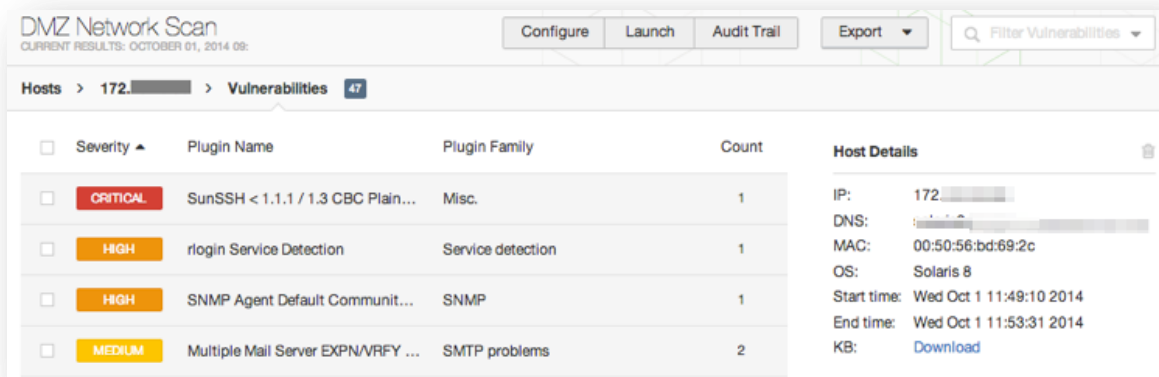 DMZ Network Scan
CURRENT RESULTS: OCTOBER 01, 2014 09:
Configure Launch Audit Trail Export Filter Vulnerabilities
Hosts > 172. > Vulnerabilities 47
Severity Plugin Name Plugin Family Count
CRITICAL SunSSH < 1.1.1 / 1.3 CBC Plain... Misc. 1
HIGH rlogin Service Detection Service detection 1
HIGH SNMP Agent Default Communit... SNMP 1
MEDIUM Multiple Mail Server EXPN/VRFY ... SMTP problems 2
Host Details
IP: 172.
DNS:
MAC: 00:50:56:bd:69:2c
OS: Solaris 8
Start time: Wed Oct 1 11:49:10 2014
End time: Wed Oct 1 11:53:31 2014
KB: Download